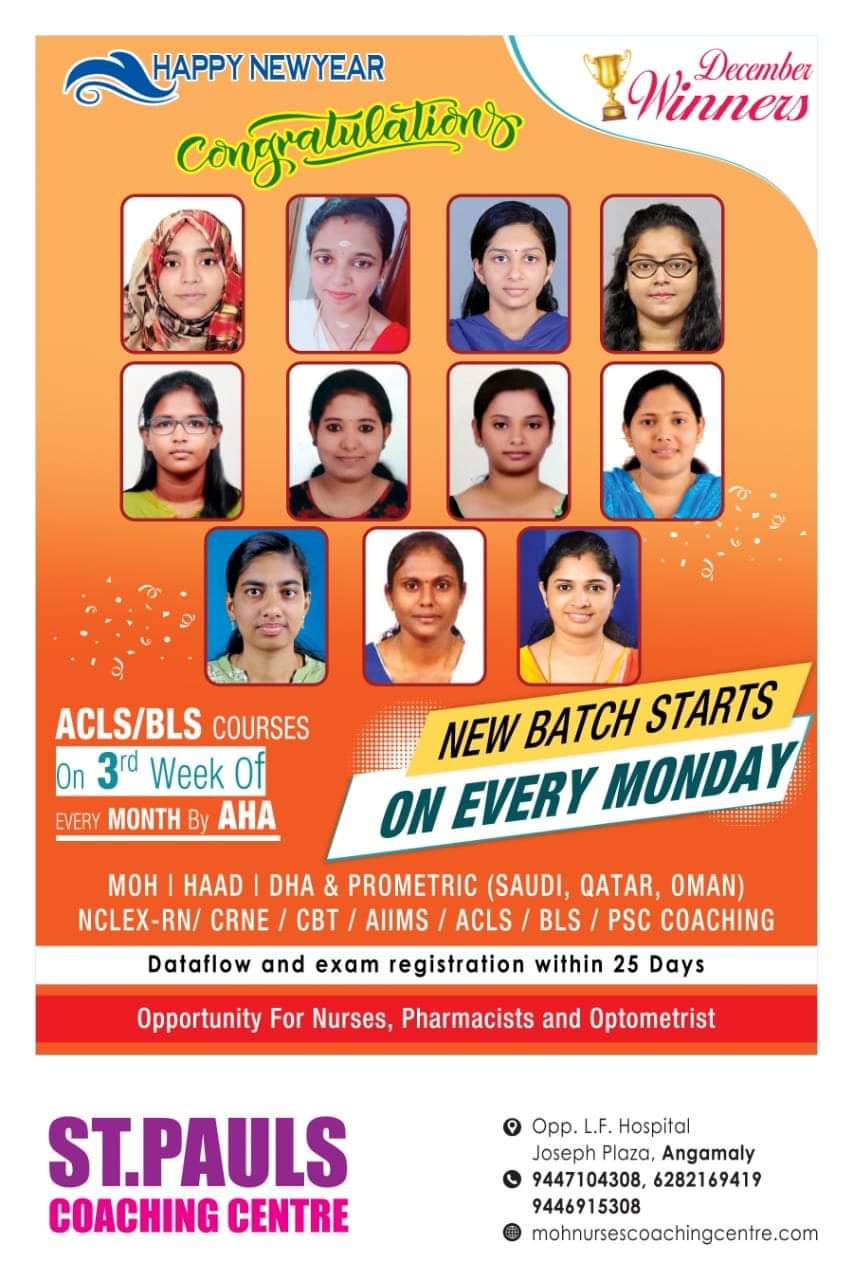 HAPPY NEWYEAR
December
Winners
Congratulations
ACLS/BLS COURSES
On 3rd Week Of
EVERY MONTH By AHA
NEW BATCH STARTS
ON EVERY MONDAY
MOH | HAAD | DHA & PROMETRIC (SAUDI, QATAR, OMAN)
NCLEX-RN/ CRNE / CBT / AIIMS / ACLS / BLS / PSC COACHING
Dataflow and exam registration within 25 Days
Opportunity For Nurses, Pharmacists and Optometrist
ST.PAULS
COACHING CENTRE
Opp. L.F. Hospital
Joseph Plaza, Angamaly
9447104308, 6282169419
9446915308
mohnursescoachingcentre.com